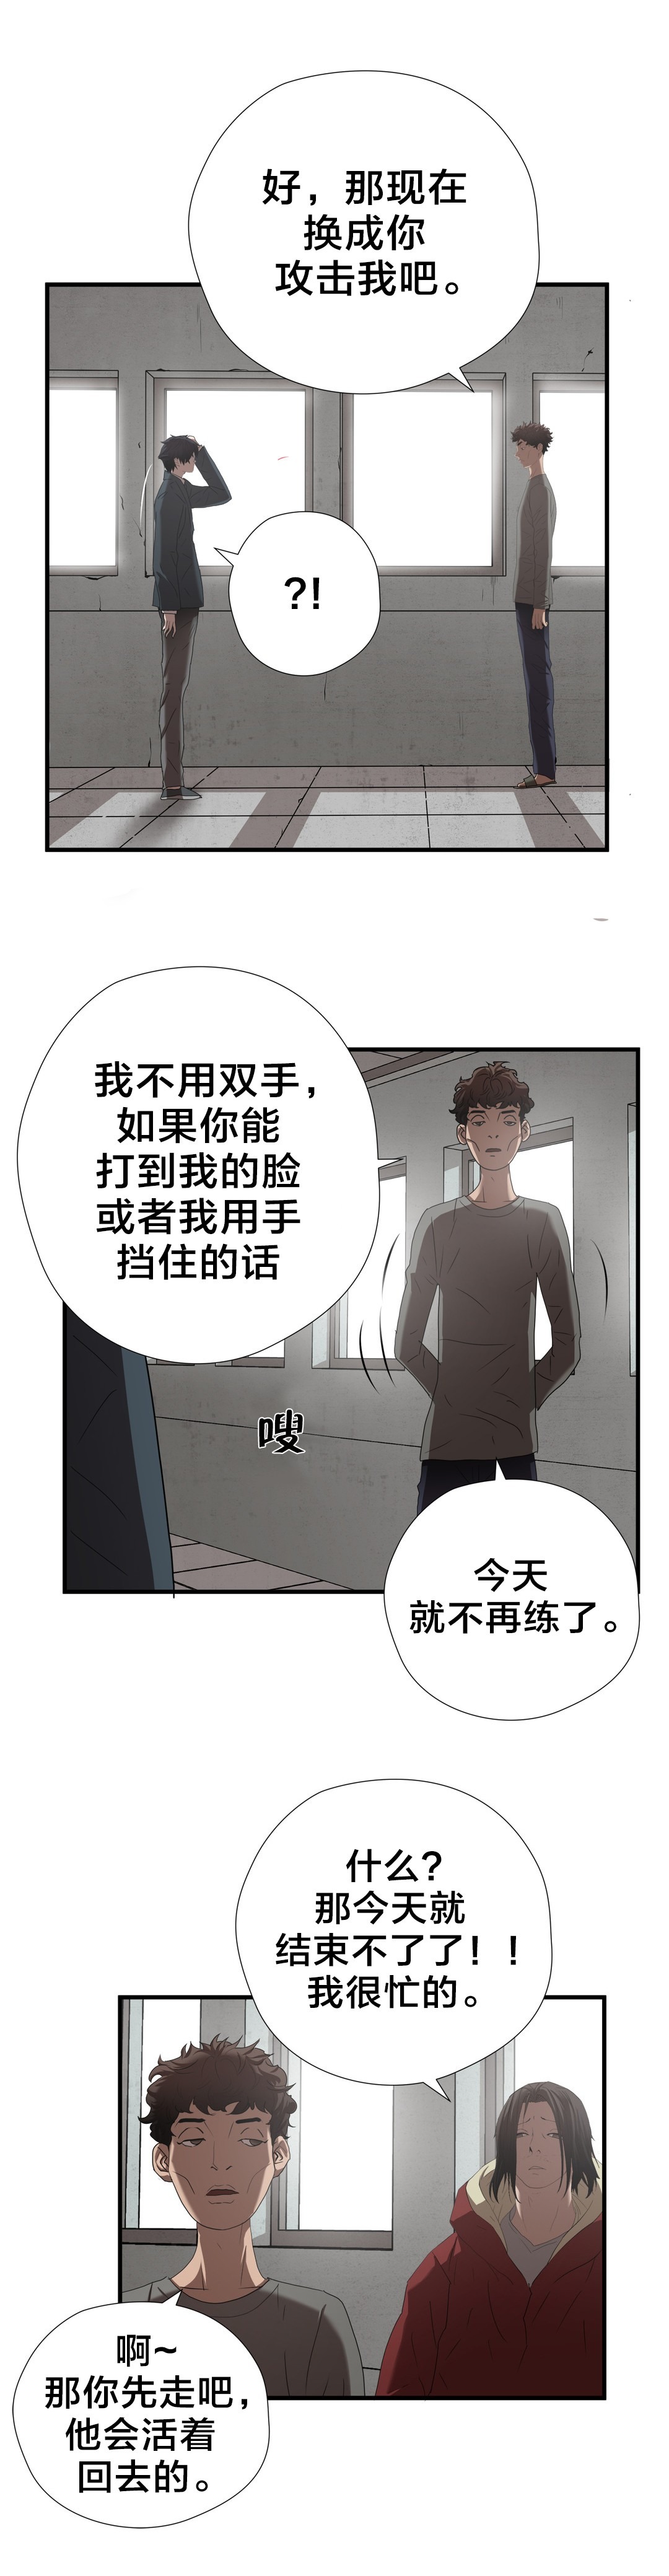 好，那现在
换成你
攻击我吧。
?!
我不用双手，
如果你能
打到我的脸
或者我用手
挡住的话
嗖
今天
就不再练了。
什么？
那今天就
结束不了了！！
我很忙的。
啊~
那你先走吧，
他会活着
回去的。